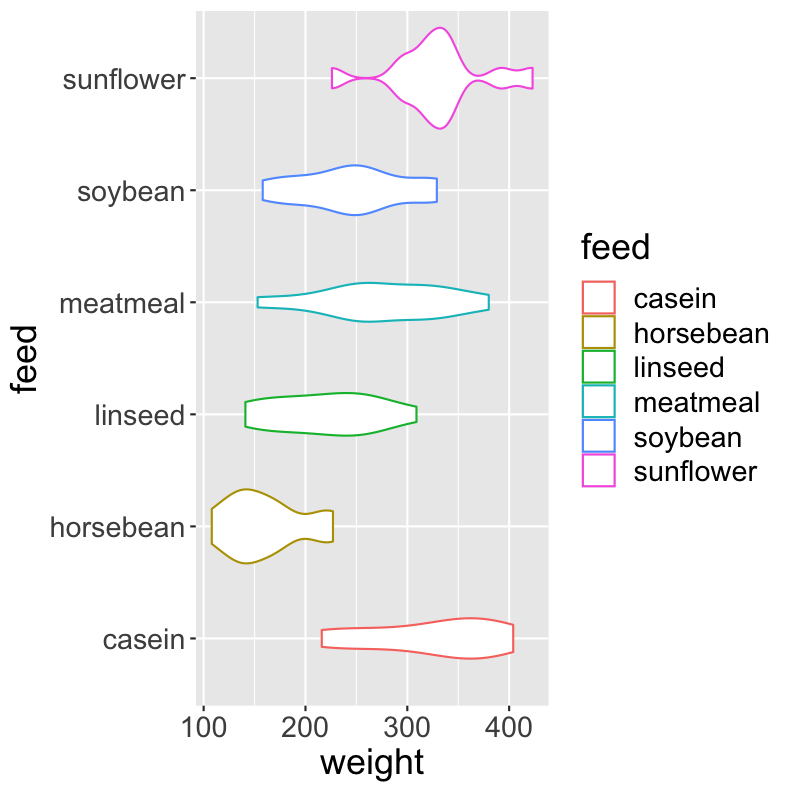 sunflower
soybean
meatmeal
linseed
horsebean
casein
feed
100 200 300 400
weight
feed
casein
horsebean
linseed
meatmeal
soybean
sunflower